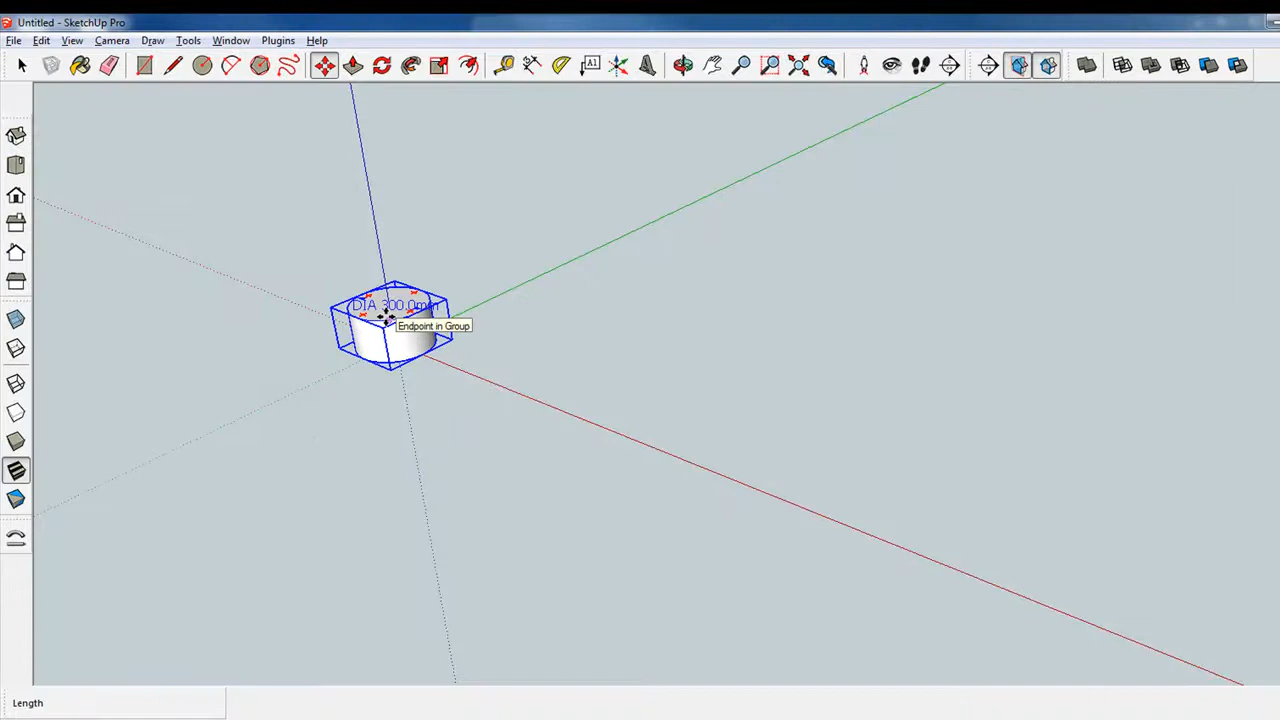 Untitled - SketchUp Pro
File Edit View Camera Draw Tools Window Plugins Help
A1
DIA 300.0mm
Endpoint in Group
Length